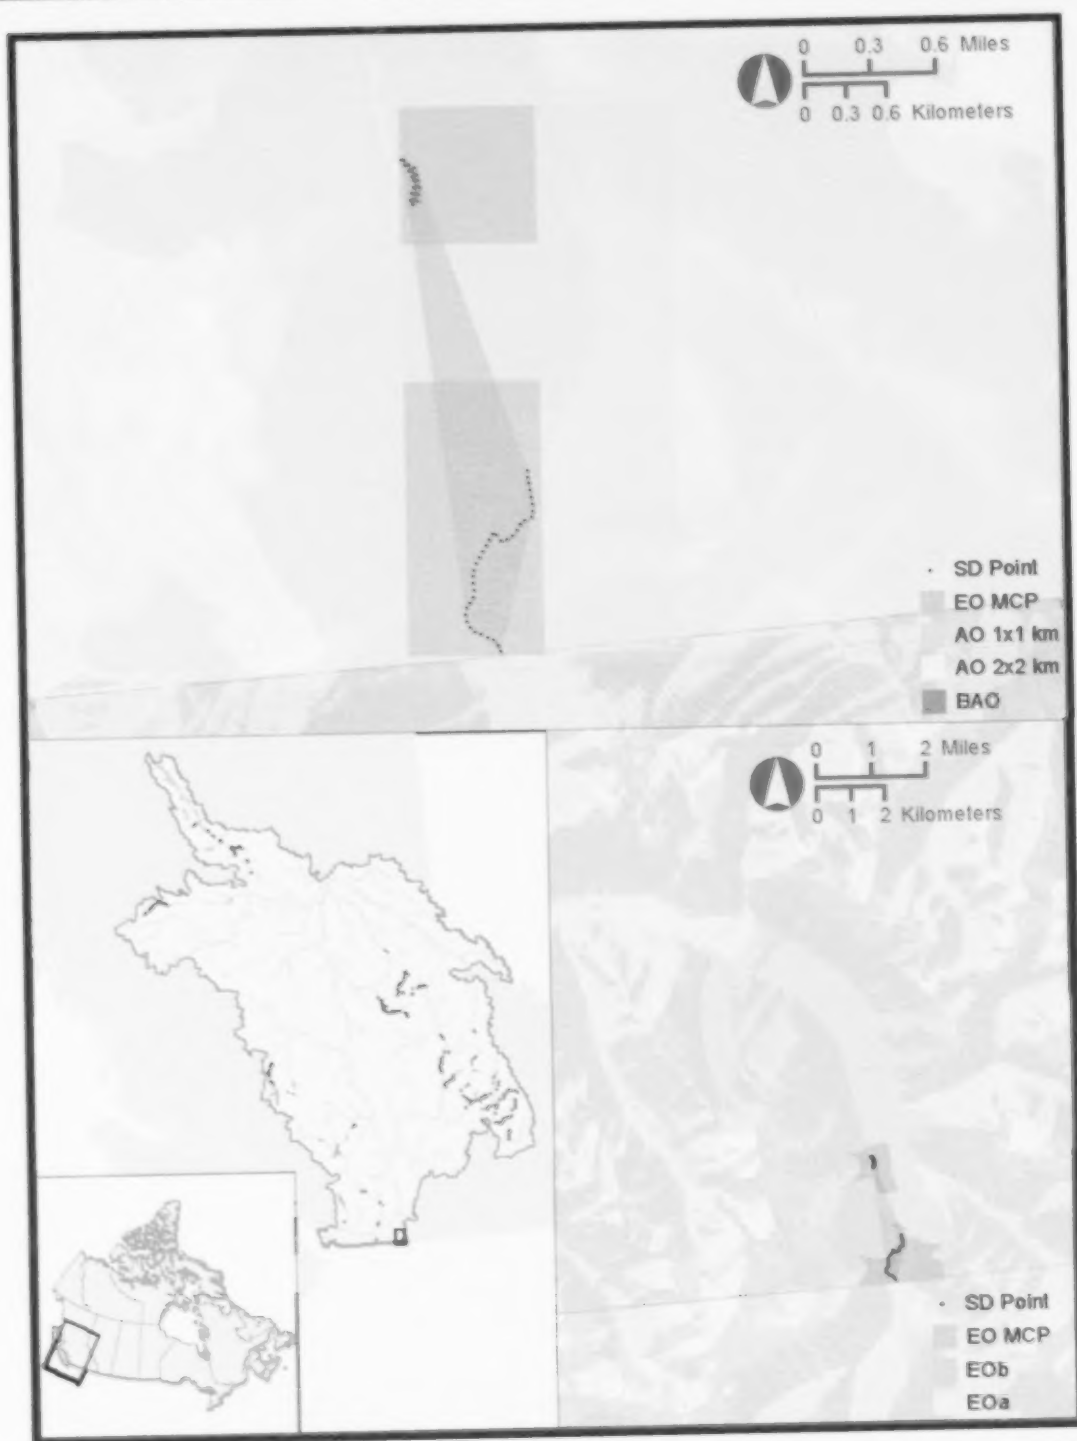 0 0.3 0.6 Miles
0 0.3 0.6 Kilometers
SD Point
EO MCP
AO 1x1 km
AO 2x2 km
BAO
0 1 2 Miles
0 1 2 Kilometers
SD Point
EO MCP
EOb
EOa